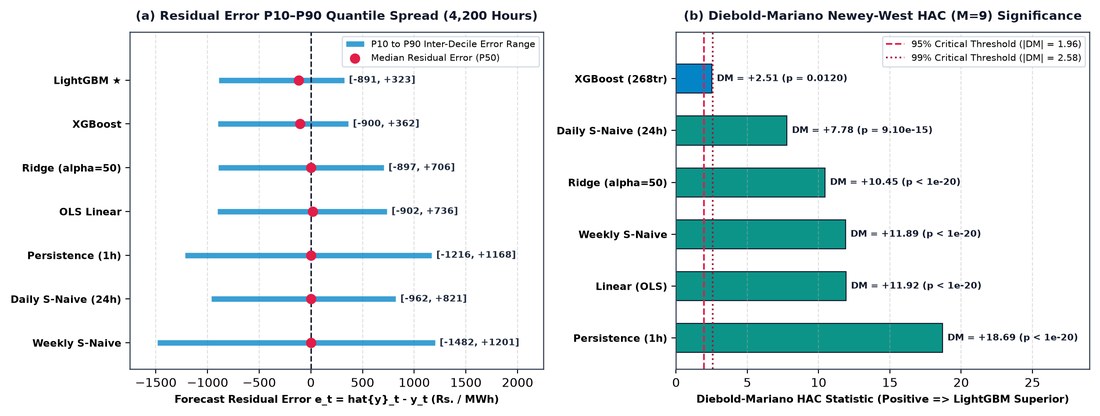 (a) Residual Error P10–P90 Quantile Spread (4,200 Hours)
P10 to P90 Inter-Decile Error Range
Median Residual Error (P50)
LightGBM ★
[-891, +323]
XGBoost
[-900, +362]
Ridge (alpha=50)
[-897, +706]
OLS Linear
[-902, +736]
Persistence (1h)
[-1216, +1168]
Daily S-Naive (24h)
[-962, +821]
Weekly S-Naive
[-1482, +1201]
−1500 −1000 −500 0 500 1000 1500 2000
Forecast Residual Error e_t = hat{y}_t - y_t (Rs. / MWh)
(b) Diebold-Mariano Newey-West HAC (M=9) Significance
95% Critical Threshold (|DM| = 1.96)
99% Critical Threshold (|DM| = 2.58)
XGBoost (268tr)
DM = +2.51 (p = 0.0120)
Daily S-Naive (24h)
DM = +7.78 (p = 9.10e-15)
Ridge (alpha=50)
DM = +10.45 (p < 1e-20)
Weekly S-Naive
DM = +11.89 (p < 1e-20)
Linear (OLS)
DM = +11.92 (p < 1e-20)
Persistence (1h)
DM = +18.69 (p < 1e-20)
0 5 10 15 20 25
Diebold-Mariano HAC Statistic (Positive => LightGBM Superior)